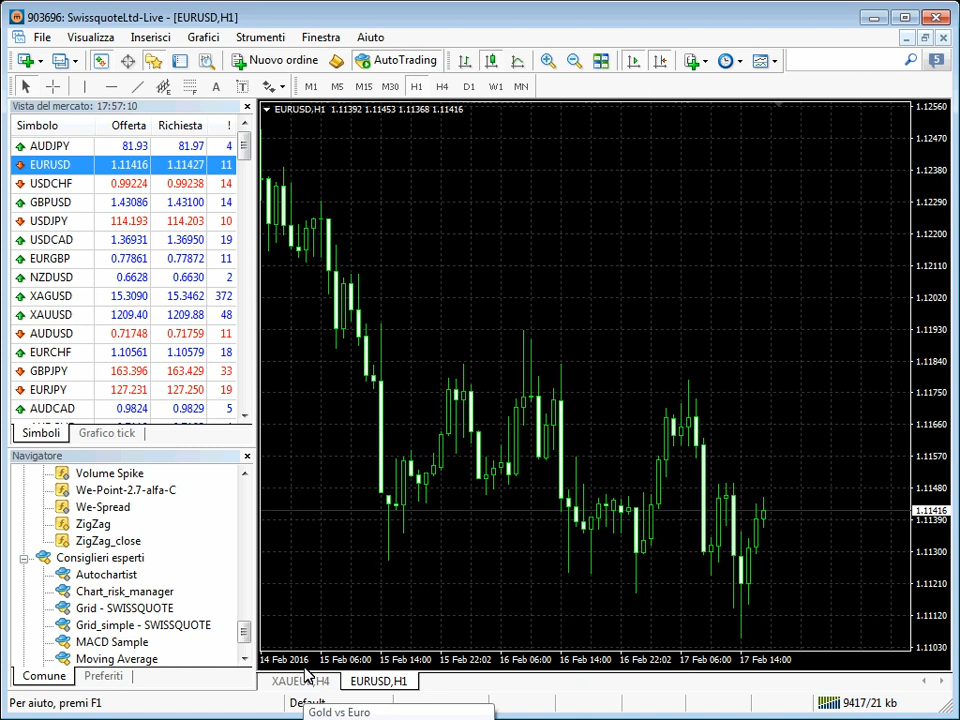 903696: SwissquoteLtd-Live - [EURUSD,H1]
File Visualizza Inserisci Grafici Strumenti Finestra Aiuto
Nuovo ordine AutoTrading 5
A T M1 M5 M15 M30 H1 H4 D1 W1 MN
Vista del mercato: 17:57:10
Simbolo Offerta Richiesta !
AUDJPY 81.93 81.97 4
EURUSD 1.11416 1.11427 11
USDCHF 0.99224 0.99238 14
GBPUSD 1.43086 1.43100 14
USDJPY 114.193 114.203 10
USDCAD 1.36931 1.36950 19
EURGBP 0.77861 0.77872 11
NZDUSD 0.6628 0.6630 2
XAGUSD 15.3090 15.3462 372
XAUUSD 1209.40 1209.88 48
AUDUSD 0.71748 0.71759 11
EURCHF 1.10561 1.10579 18
GBPJPY 163.396 163.429 33
EURJPY 127.231 127.250 19
AUDCAD 0.9824 0.9829 5
Simboli Grafico tick
Navigatore
Volume Spike
We-Point-2.7-alfa-C
We-Spread
ZigZag
ZigZag_close
Consiglieri esperti
Autochartist
Chart_risk_manager
Grid - SWISSQUOTE
Grid_simple - SWISSQUOTE
MACD Sample
Moving Average
Comune Preferiti
EURUSD,H1 1.11392 1.11453 1.11368 1.11416
1.12560
1.12470
1.12380
1.12290
1.12200
1.12110
1.12020
1.11930
1.11840
1.11750
1.11660
1.11570
1.11480
1.11416
1.11390
1.11300
1.11210
1.11120
1.11030
14 Feb 2016 15 Feb 06:00 15 Feb 14:00 15 Feb 22:02 16 Feb 06:00 16 Feb 14:00 16 Feb 22:02 17 Feb 06:00 17 Feb 14:00
EURUSD,H1
Per aiuto, premi F1 Default 9417/21 kb
Gold vs Euro